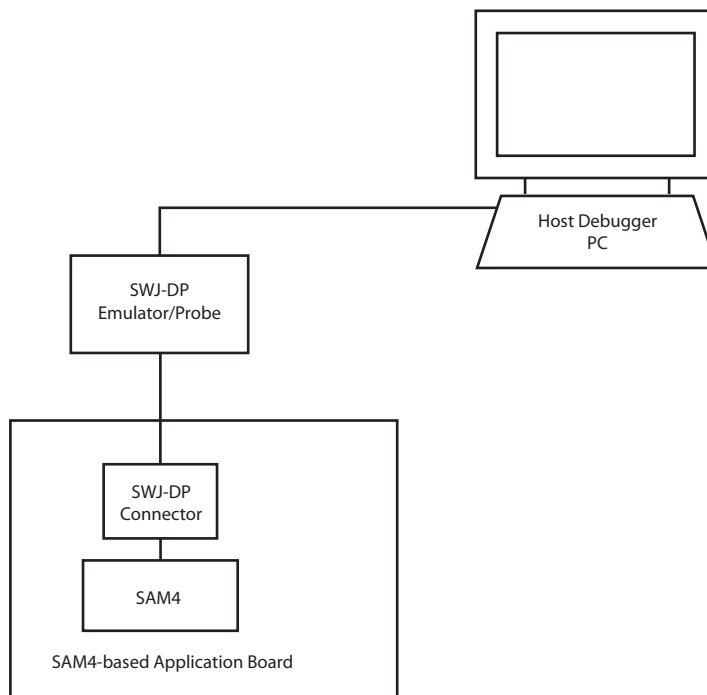 Host Debugger
PC
SWJ-DP
Emulator/Probe
SWJ-DP
Connector
SAM4
SAM4-based Application Board